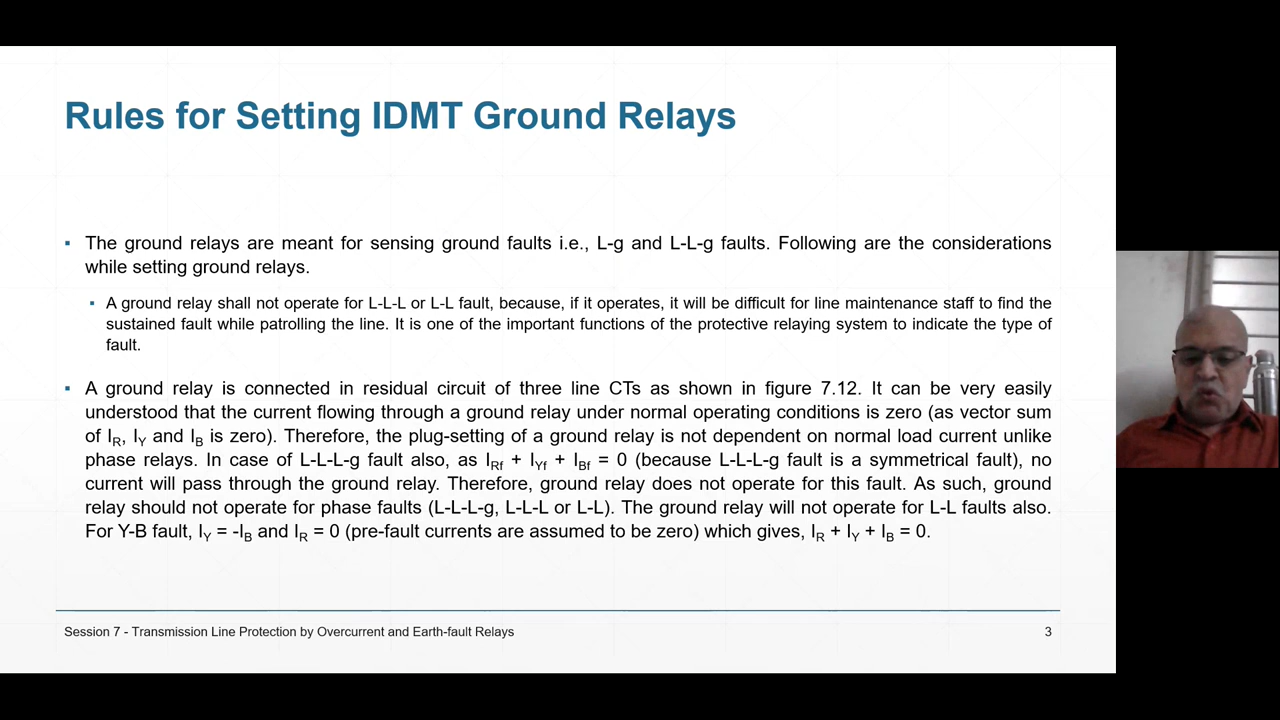 Rules for Setting IDMT Ground Relays
▪ The ground relays are meant for sensing ground faults i.e., L-g and L-L-g faults. Following are the considerations
while setting ground relays.
▪ A ground relay shall not operate for L-L-L or L-L fault, because, if it operates, it will be difficult for line maintenance staff to find the
sustained fault while patrolling the line. It is one of the important functions of the protective relaying system to indicate the type of
fault.
▪ A ground relay is connected in residual circuit of three line CTs as shown in figure 7.12. It can be very easily
understood that the current flowing through a ground relay under normal operating conditions is zero (as vector sum
of I_R, I_Y and I_B is zero). Therefore, the plug-setting of a ground relay is not dependent on normal load current unlike
phase relays. In case of L-L-L-g fault also, as I_Rf + I_Yf + I_Bf = 0 (because L-L-L-g fault is a symmetrical fault), no
current will pass through the ground relay. Therefore, ground relay does not operate for this fault. As such, ground
relay should not operate for phase faults (L-L-L-g, L-L-L or L-L). The ground relay will not operate for L-L faults also.
For Y-B fault, I_Y = -I_B and I_R = 0 (pre-fault currents are assumed to be zero) which gives, I_R + I_Y + I_B = 0.
Session 7 - Transmission Line Protection by Overcurrent and Earth-fault Relays
3